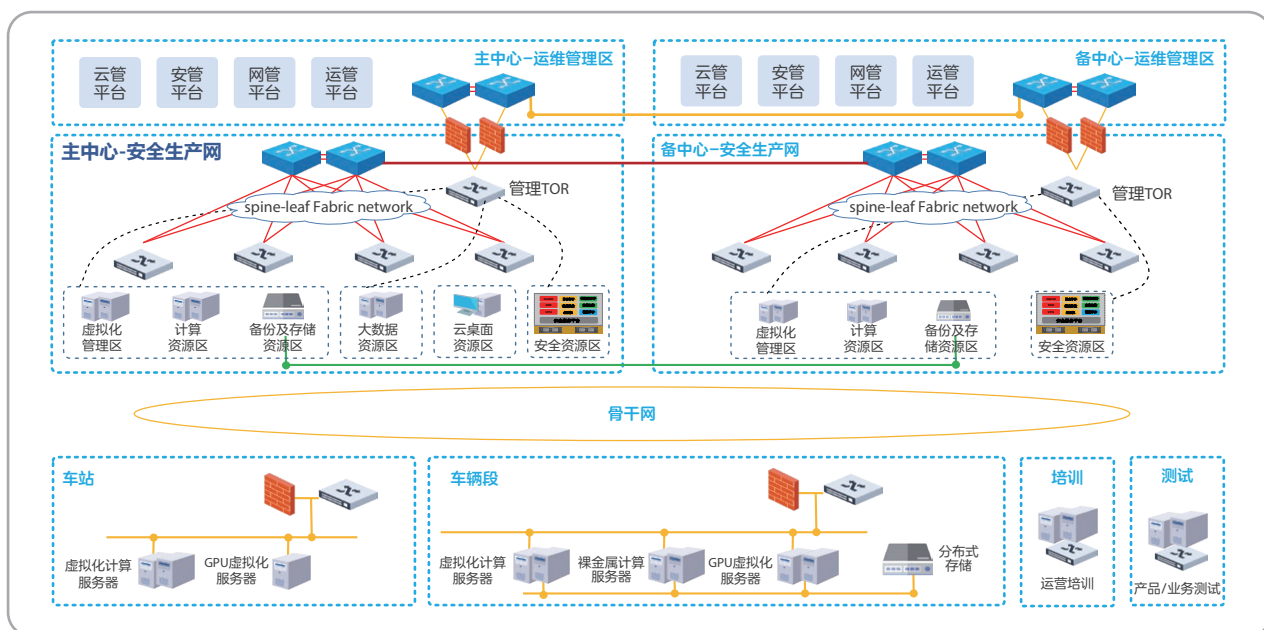 主中心-运维管理区
云管
平台
安管
平台
网管
平台
运管
平台
备中心-运维管理区
云管
平台
安管
平台
网管
平台
运管
平台
主中心-安全生产网
管理TOR
spine-leaf Fabric network
虚拟化
管理区
计算
资源区
备份及存储
资源区
大数据
资源区
云桌面
资源区
安全资源区
备中心-安全生产网
管理TOR
spine-leaf Fabric network
虚拟化
管理区
计算
资源区
备份及存
储资源区
安全资源区
骨干网
车站
虚拟化计算
服务器
GPU虚拟化
服务器
车辆段
虚拟化计算
服务器
裸金属计算
服务器
GPU虚拟化
服务器
分布式
存储
培训
运营培训
测试
产品/业务测试